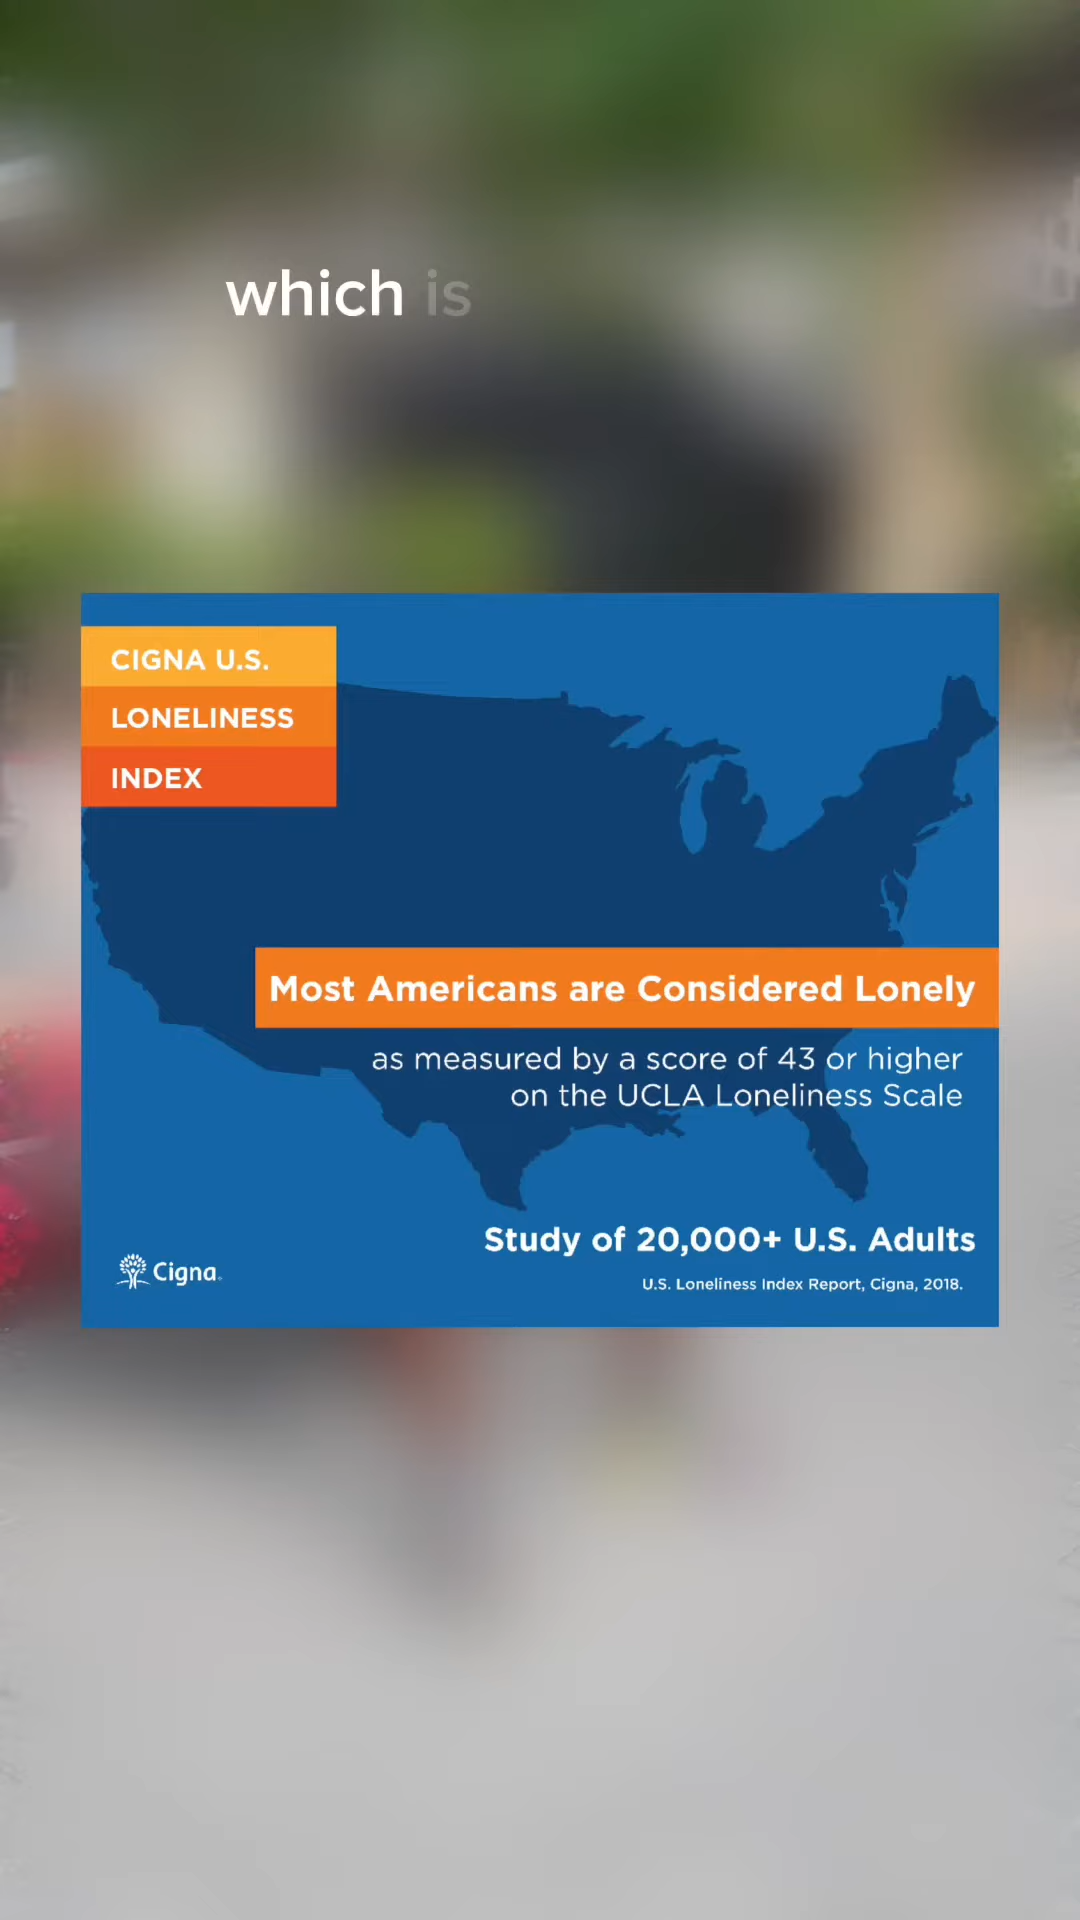 which is
CIGNA U.S.
LONELINESS
INDEX
Most Americans are Considered Lonely
as measured by a score of 43 or higher
on the UCLA Loneliness Scale
Study of 20,000+ U.S. Adults
Cigna
U.S. Loneliness Index Report, Cigna, 2018.